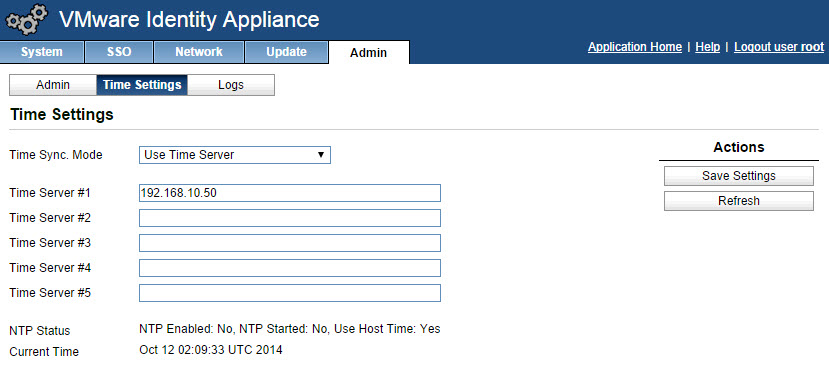 VMware Identity Appliance
System SSO Network Update Admin
Application Home | Help | Logout user root
Admin Time Settings Logs
Time Settings
Actions
Time Sync. Mode Use Time Server
Save Settings
Time Server #1 192.168.10.50
Refresh
Time Server #2
Time Server #3
Time Server #4
Time Server #5
NTP Status NTP Enabled: No, NTP Started: No, Use Host Time: Yes
Current Time Oct 12 02:09:33 UTC 2014